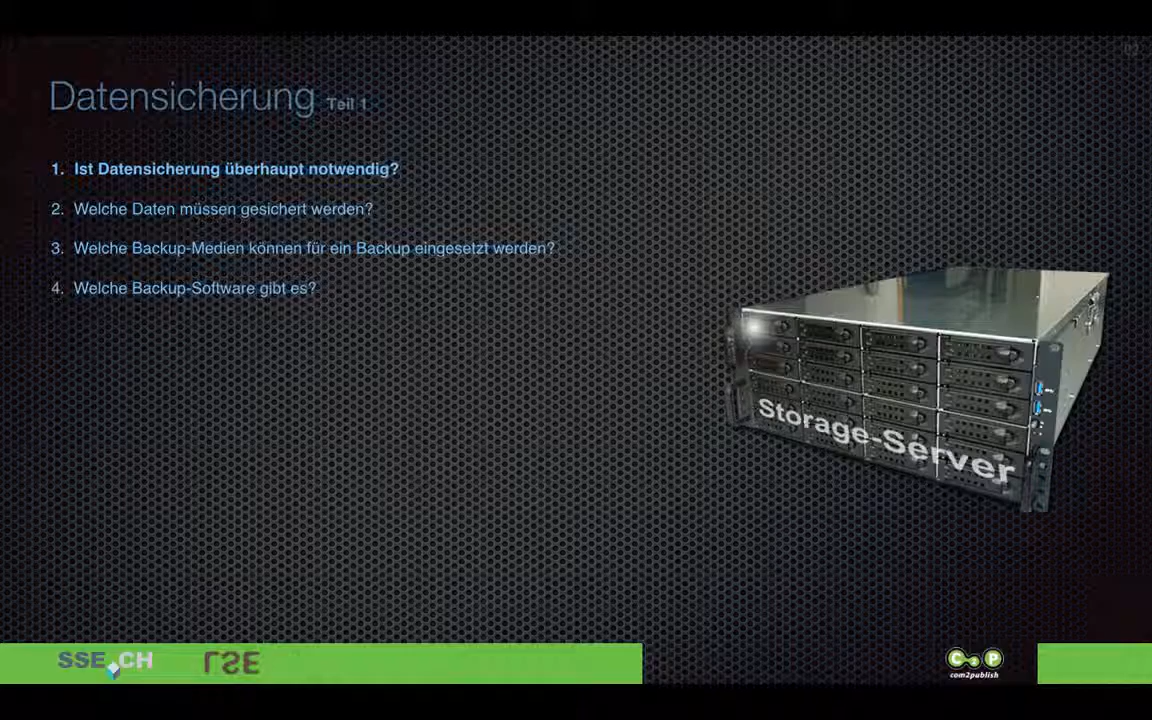 Datensicherung Teil 1
1. Ist Datensicherung überhaupt notwendig?
2. Welche Daten müssen gesichert werden?
3. Welche Backup-Medien können für ein Backup eingesetzt werden?
4. Welche Backup-Software gibt es?
Storage-Server
SSE.CH
C2P
com2publish